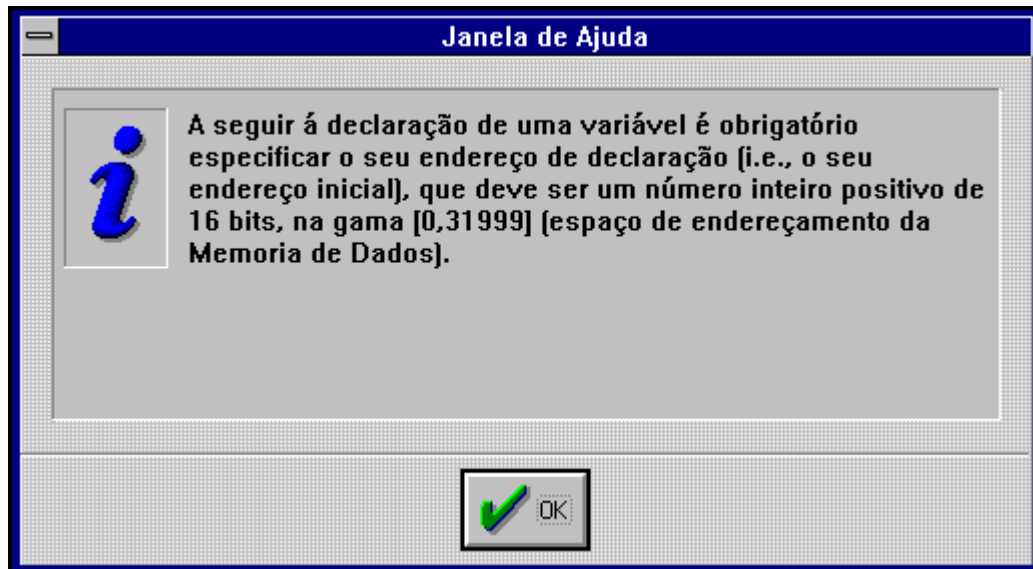 Janela de Ajuda
A seguir á declaração de uma variável é obrigatório
especificar o seu endereço de declaração (i.e., o seu
endereço inicial), que deve ser um número inteiro positivo de
16 bits, na gama [0,31999] (espaço de endereçamento da
Memoria de Dados).
OK